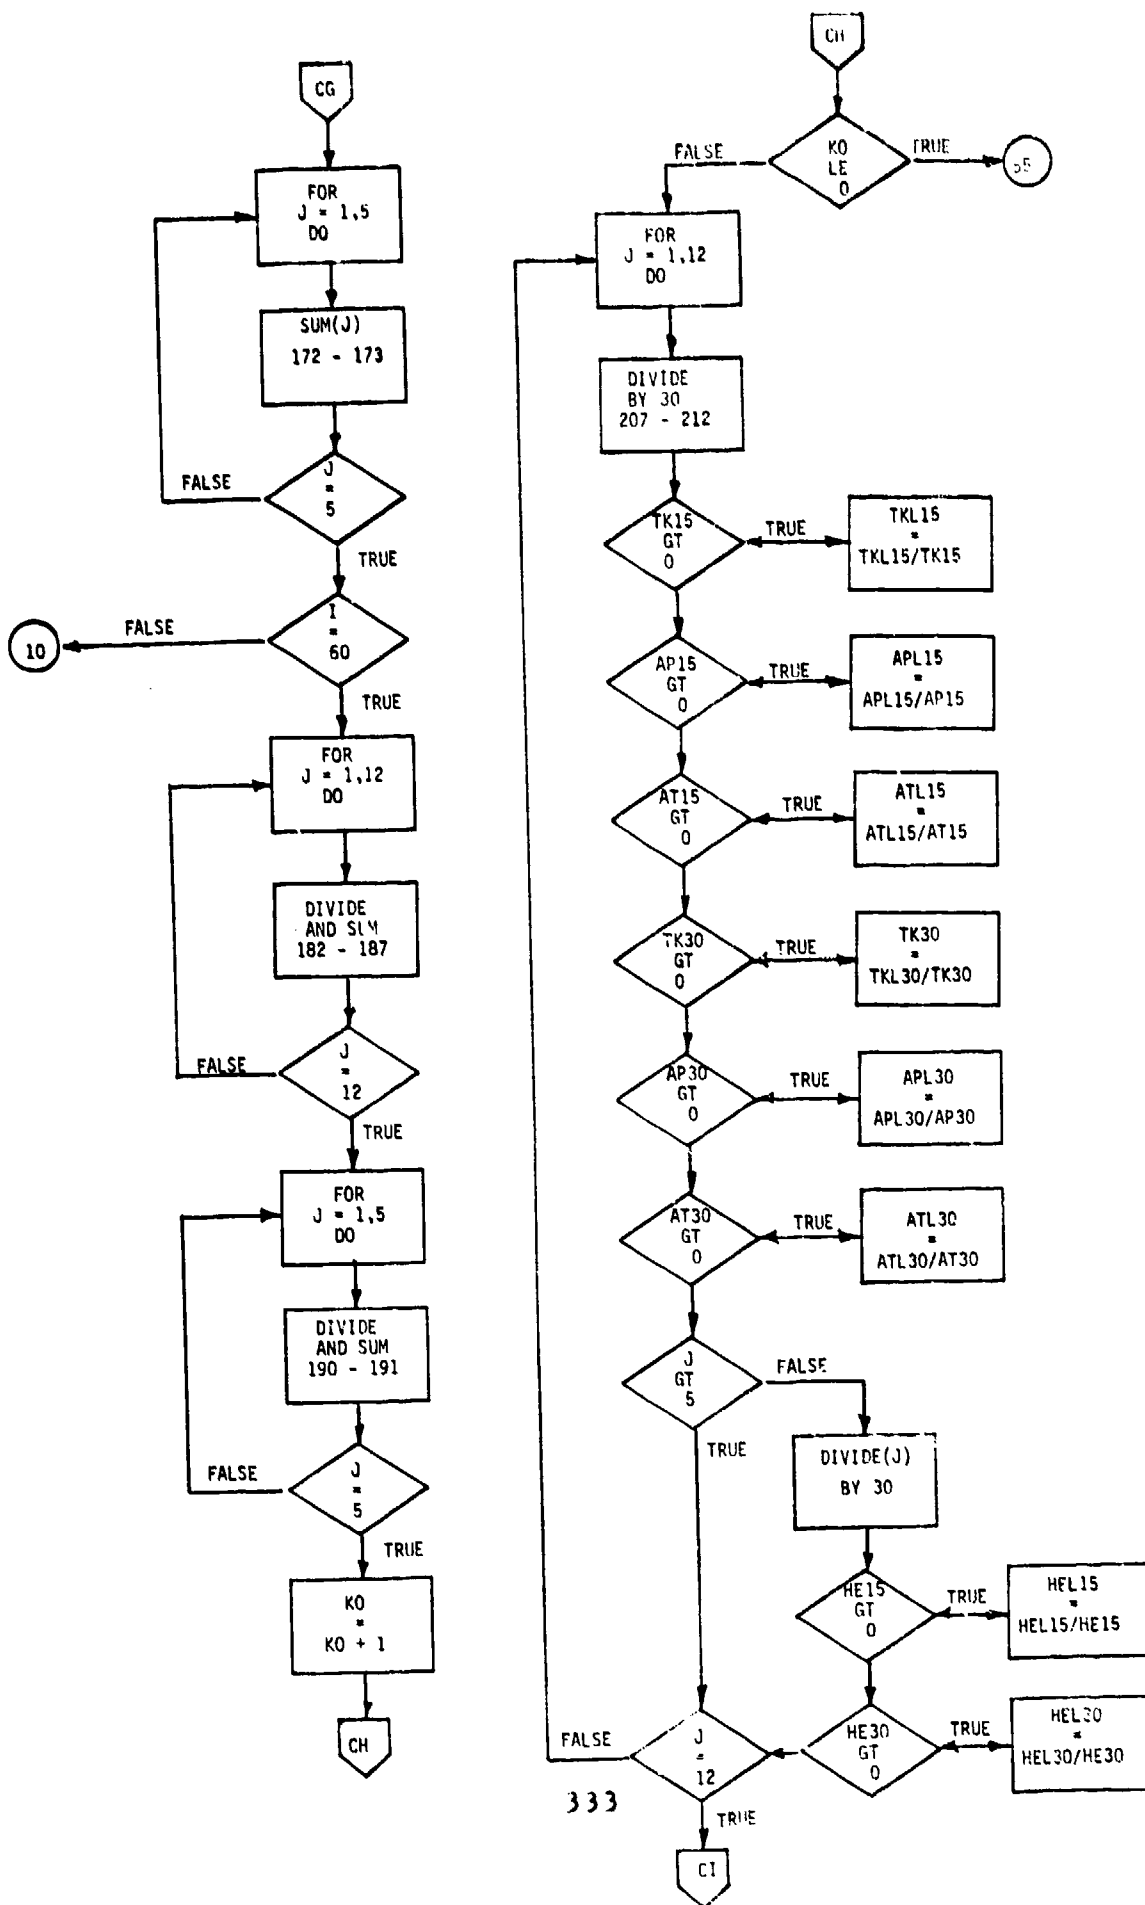 CG
FOR
J = 1,5
DO
SUM(J)
172 - 173
J
=
5
FALSE
TRUE
I
=
60
FALSE
10
TRUE
FOR
J = 1,12
DO
DIVIDE
AND SUM
182 - 187
J
=
12
FALSE
TRUE
FOR
J = 1,5
DO
DIVIDE
AND SUM
190 - 191
J
=
5
FALSE
TRUE
KO
=
KO + 1
CH
CH
KO
LE
0
FALSE
TRUE
FOR
J = 1,12
DO
DIVIDE
BY 30
207 - 212
TK15
GT
0
TRUE
TKL15
=
TKL15/TK15
AP15
GT
0
TRUE
APL15
=
APL15/AP15
AT15
GT
0
TRUE
ATL15
=
ATL15/AT15
TK30
GT
0
TRUE
TK30
=
TKL30/TK30
AP30
GT
0
TRUE
APL30
=
APL30/AP30
AT30
GT
0
TRUE
ATL30
=
ATL30/AT30
J
GT
5
FALSE
TRUE
DIVIDE(J)
BY 30
HE15
GT
0
TRUE
HEL15
=
HEL15/HE15
HE30
GT
0
TRUE
HEL30
=
HEL30/HE30
J
=
12
FALSE
TRUE
333
CI